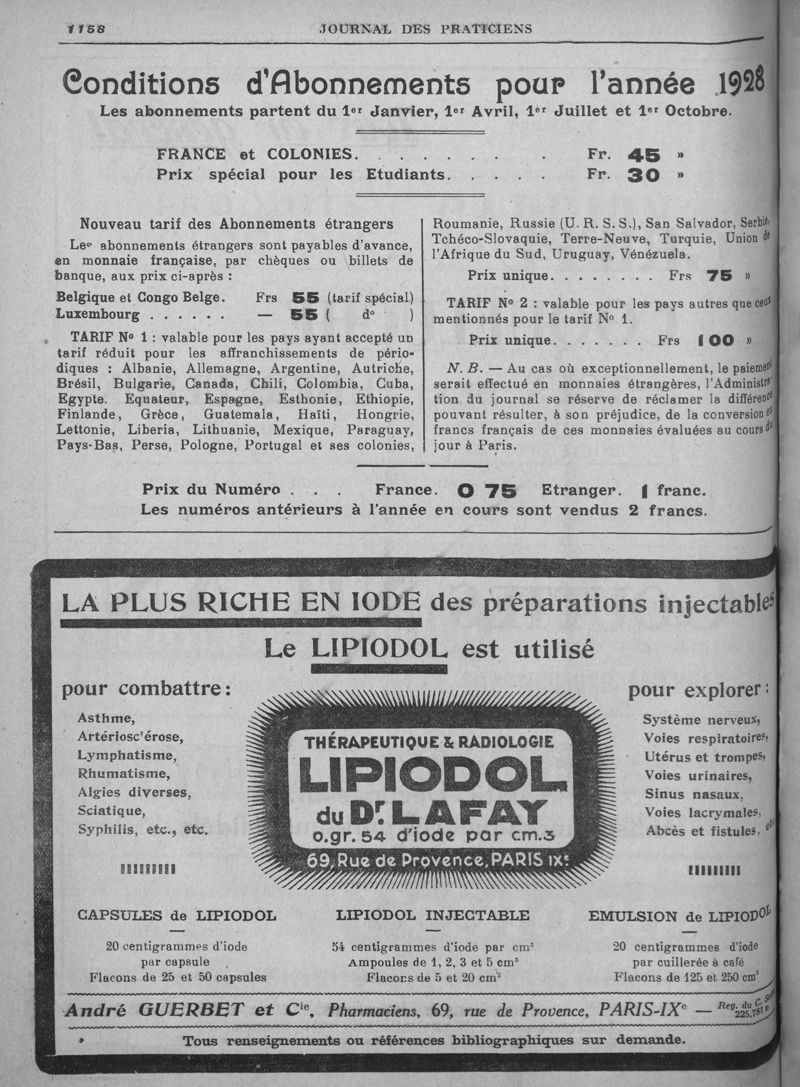 1158
JOURNAL DES PRATICIENS
Conditions d'Abonnements pour l'année 1928
Les abonnements partent du 1er Janvier, 1er Avril, 1er Juillet et 1er Octobre.
FRANCE et COLONIES. . . . . . . . Fr. 45 »
Prix spécial pour les Etudiants. . . . . Fr. 30 »
Nouveau tarif des Abonnements étrangers
Les abonnements étrangers sont payables d'avance,
en monnaie française, par chèques ou billets de
banque, aux prix ci-après :
Belgique et Congo Belge. Frs 55 (tarif spécial)
Luxembourg . . . . . . — 55 ( do )
TARIF No 1 : valable pour les pays ayant accepté un
tarif réduit pour les affranchissements de pério-
diques : Albanie, Allemagne, Argentine, Autriche,
Brésil, Bulgarie, Canada, Chili, Colombia, Cuba,
Egypte. Equateur, Espagne, Esthonie, Ethiopie,
Finlande, Grèce, Guatemala, Haïti, Hongrie,
Lettonie, Liberia, Lithuanie, Mexique, Paraguay,
Pays-Bas, Perse, Pologne, Portugal et ses colonies,
Roumanie, Russie (U. R. S. S.), San Salvador, Serbie,
Tchéco-Slovaquie, Terre-Neuve, Turquie, Union de
l'Afrique du Sud, Uruguay, Vénézuela.
Prix unique. . . . . . . . Frs 75 »
TARIF No 2 : valable pour les pays autres que ceux
mentionnés pour le tarif No 1.
Prix unique. . . . . . . Frs 100 »
N. B. — Au cas où exceptionnellement, le paiement
serait effectué en monnaies étrangères, l'Administra-
tion du journal se réserve de réclamer la différence
pouvant résulter, à son préjudice, de la conversion en
francs français de ces monnaies évaluées au cours du
jour à Paris.
Prix du Numéro . . . France. 0 75 Etranger. 1 franc.
Les numéros antérieurs à l'année en cours sont vendus 2 francs.
LA PLUS RICHE EN IODE des préparations injectables
Le LIPIODOL est utilisé
pour combattre :
Asthme,
Artériosc'érose,
Lymphatisme,
Rhumatisme,
Algies diverses,
Sciatique,
Syphilis, etc., etc.
THÉRAPEUTIQUE & RADIOLOGIE
LIPIODOL
du Dr. LAFAY
0.gr. 54 d'iode par cm.3
69, Rue de Provence, PARIS IXe
pour explorer :
Système nerveux,
Voies respiratoires,
Utérus et trompes,
Voies urinaires,
Sinus nasaux,
Voies lacrymales,
Abcès et fistules, etc
CAPSULES de LIPIODOL
20 centigrammes d'iode
par capsule
Flacons de 25 et 50 capsules
LIPIODOL INJECTABLE
54 centigrammes d'iode par cm3
Ampoules de 1, 2, 3 et 5 cm3
Flacons de 5 et 20 cm3
EMULSION de LIPIODOL
20 centigrammes d'iode
par cuillerée à café
Flacons de 125 et 250 cm3
André GUERBET et Cie, Pharmaciens, 69, rue de Provence, PARIS-IXe — Reg. du C. 225.781
Tous renseignements ou références bibliographiques sur demande.